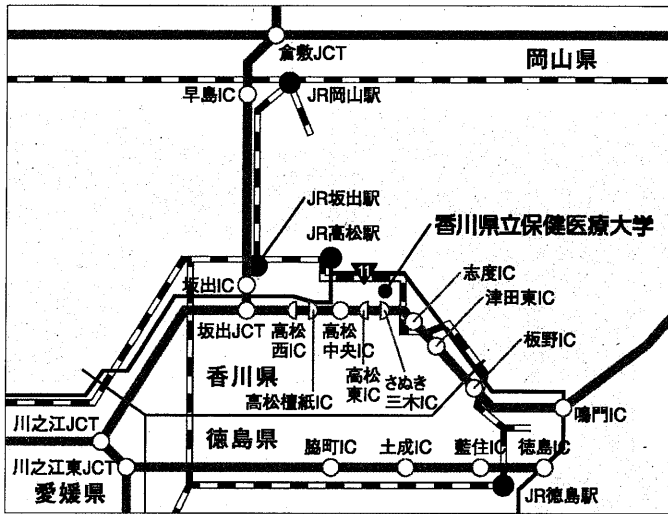 倉敷JCT
岡山県
早島IC
JR岡山駅
JR坂出駅
JR高松駅
香川県立保健医療大学
11
志度IC
坂出IC
津田東IC
坂出JCT
高松
西IC
高松
中央IC
板野IC
香川県
高松檀紙IC
高松
東IC
さぬき
三木IC
鳴門IC
川之江JCT
徳島県
川之江東JCT
脇町IC
土成IC
藍住IC
徳島IC
愛媛県
JR徳島駅